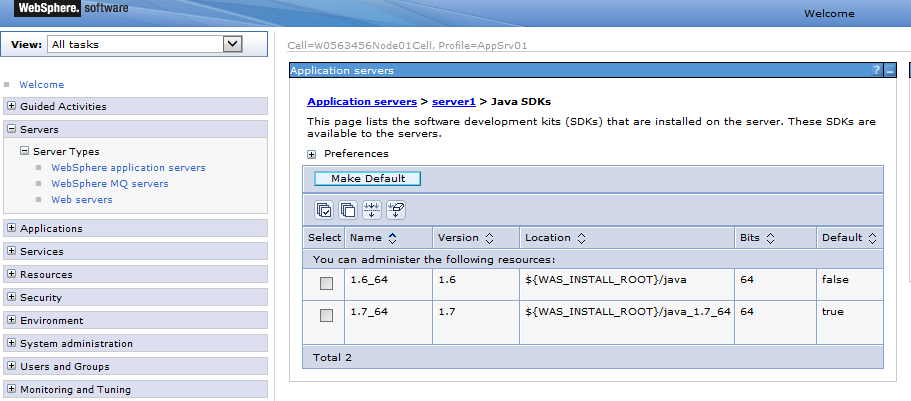 WebSphere. software
Welcome
View: All tasks
Cell=W0563456Node01Cell, Profile=AppSrv01
Welcome
Guided Activities
Servers
Server Types
WebSphere application servers
WebSphere MQ servers
Web servers
Applications
Services
Resources
Security
Environment
System administration
Users and Groups
Monitoring and Tuning
Application servers
?
Application servers > server1 > Java SDKs
This page lists the software development kits (SDKs) that are installed on the server. These SDKs are
available to the servers.
Preferences
Make Default
Select Name Version Location Bits Default
You can administer the following resources:
1.6_64 1.6 ${WAS_INSTALL_ROOT}/java 64 false
1.7_64 1.7 ${WAS_INSTALL_ROOT}/java_1.7_64 64 true
Total 2